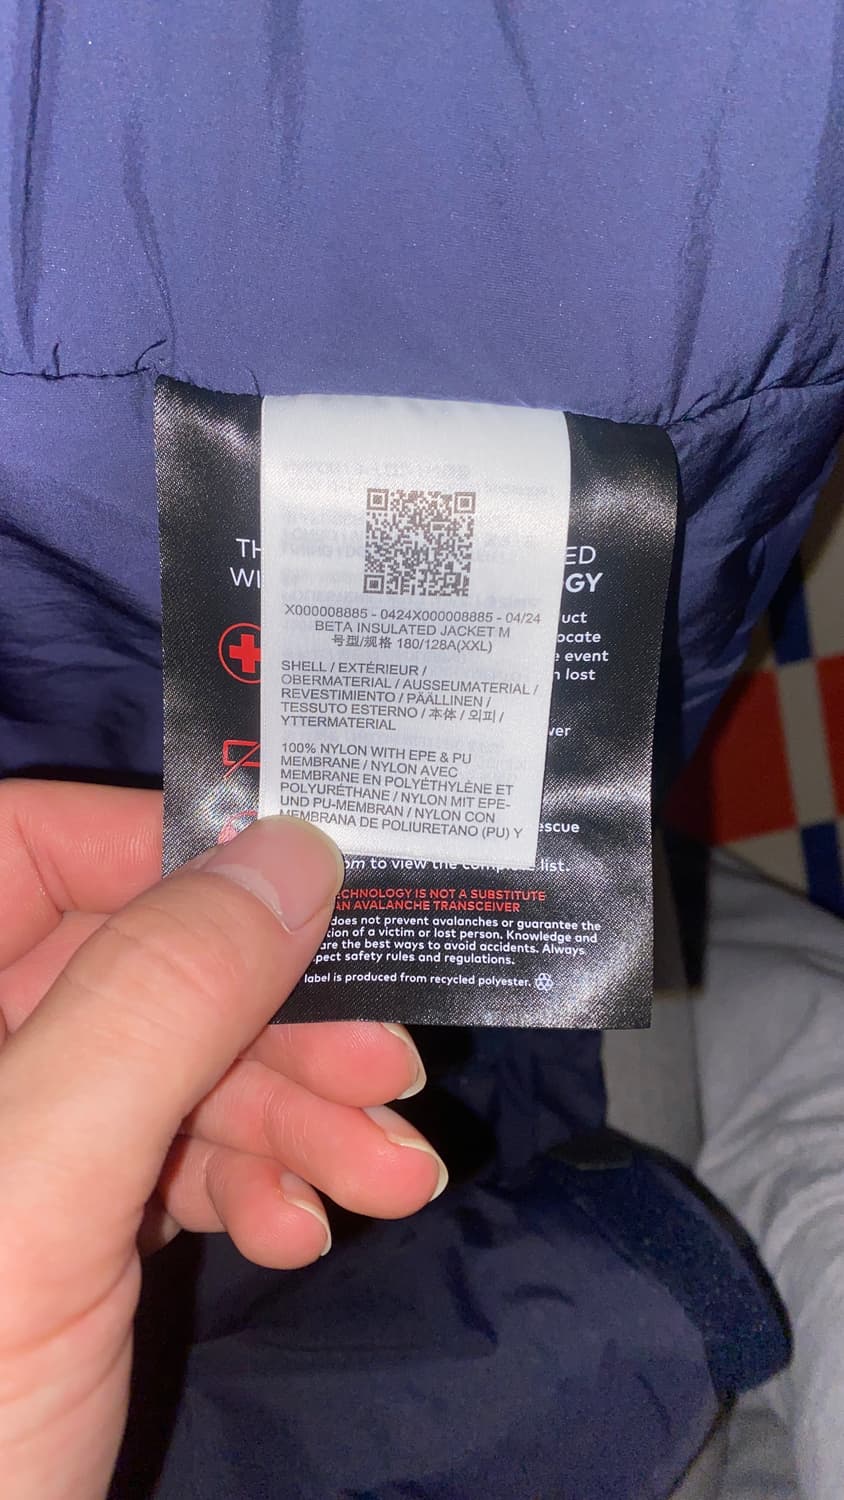 TH
ED
WI
GY
uct
ocate
e event
n lost
ver
escue
X000008885 - 0424X000008885 - 04/24
BETA INSULATED JACKET M
号型/规格 180/128A(XXL)
SHELL / EXTÉRIEUR /
OBERMATERIAL / AUSSEUMATERIAL /
REVESTIMIENTO / PÄÄLLINEN /
TESSUTO ESTERNO / 本体 / 외피 /
YTTERMATERIAL
100% NYLON WITH EPE & PU
MEMBRANE / NYLON AVEC
MEMBRANE EN POLYÉTHYLÈNE ET
POLYURÉTHANE / NYLON MIT EPE-
UND PU-MEMBRAN / NYLON CON
MEMBRANA DE POLIURETANO (PU) Y
om to view the complete list.
ECHNOLOGY IS NOT A SUBSTITUTE
AN AVALANCHE TRANSCEIVER
does not prevent avalanches or guarantee the
tion of a victim or lost person. Knowledge and
are the best ways to avoid accidents. Always
pect safety rules and regulations.
label is produced from recycled polyester.